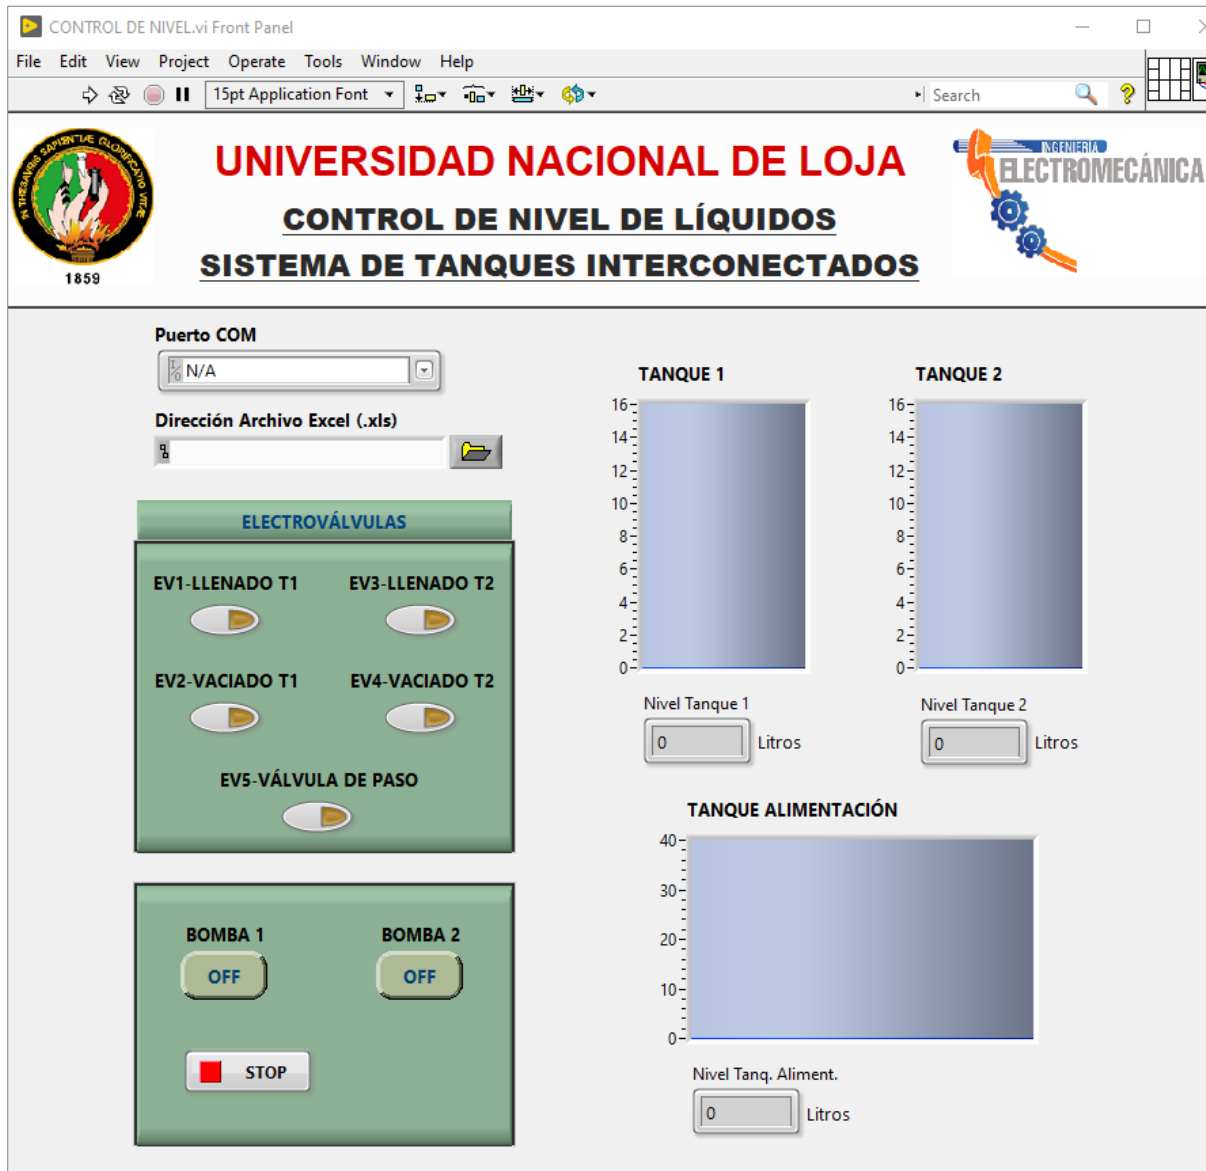 CONTROL DE NIVEL.vi Front Panel
File Edit View Project Operate Tools Window Help
15pt Application Font
Search
IN THESAURIS SAPIENTIAE GLORIFICATIO VITAE
1859
UNIVERSIDAD NACIONAL DE LOJA
CONTROL DE NIVEL DE LÍQUIDOS
SISTEMA DE TANQUES INTERCONECTADOS
INGENIERIA
ELECTROMECÁNICA
Puerto COM
N/A
Dirección Archivo Excel (.xls)
ELECTROVÁLVULAS
EV1-LLENADO T1 EV3-LLENADO T2
EV2-VACIADO T1 EV4-VACIADO T2
EV5-VÁLVULA DE PASO
BOMBA 1 BOMBA 2
OFF OFF
STOP
TANQUE 1
16
14
12
10
8
6
4
2
0
Nivel Tanque 1
0 Litros
TANQUE 2
16
14
12
10
8
6
4
2
0
Nivel Tanque 2
0 Litros
TANQUE ALIMENTACIÓN
40
30
20
10
0
Nivel Tanq. Aliment.
0 Litros